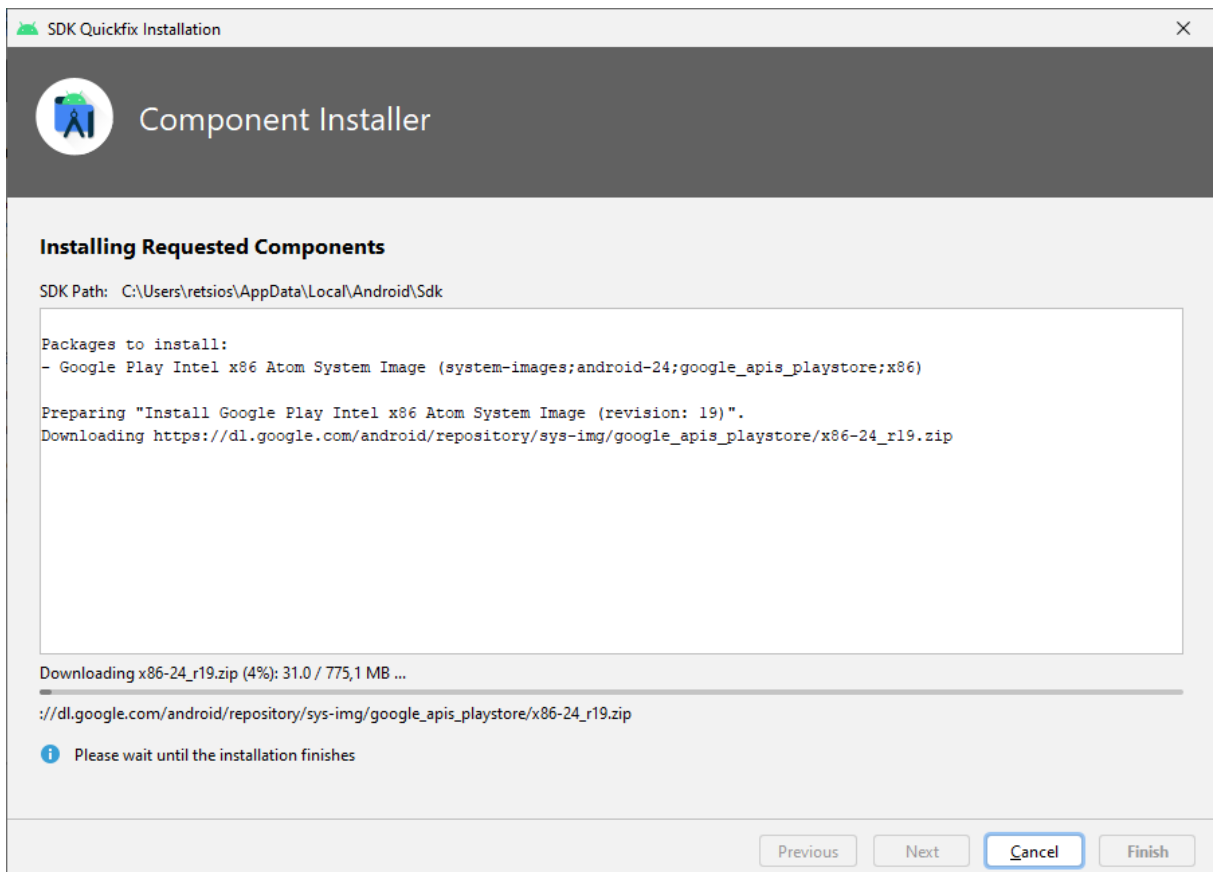 SDK Quickfix Installation
Component Installer
Installing Requested Components
SDK Path: C:\Users\retsios\AppData\Local\Android\Sdk
Packages to install:
- Google Play Intel x86 Atom System Image (system-images;android-24;google_apis_playstore;x86)
Preparing "Install Google Play Intel x86 Atom System Image (revision: 19)".
Downloading https://dl.google.com/android/repository/sys-img/google_apis_playstore/x86-24_r19.zip
Downloading x86-24_r19.zip (4%): 31.0 / 775,1 MB ...
://dl.google.com/android/repository/sys-img/google_apis_playstore/x86-24_r19.zip
Please wait until the installation finishes
Previous Next Cancel Finish